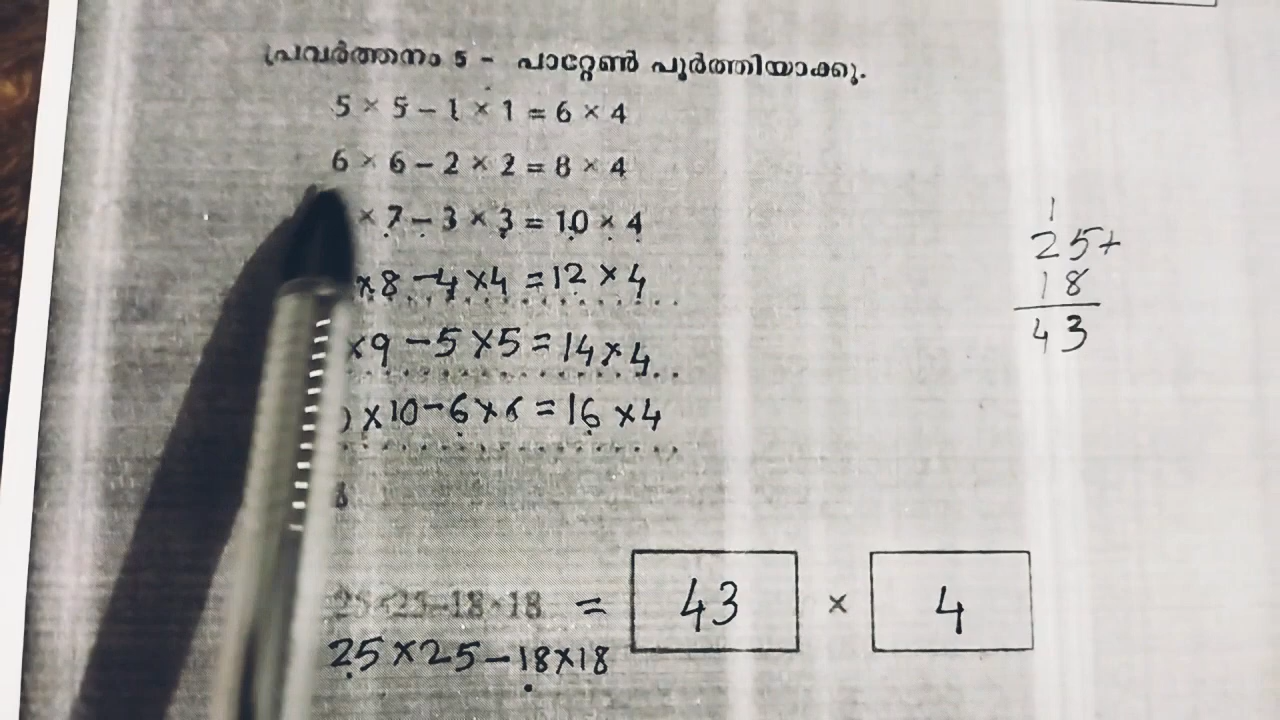 പ്രവർത്തനം 5 - പാറ്റേൺ പൂർത്തിയാക്കൂ.
5 × 5 – 1 × 1 = 6 × 4
6 × 6 – 2 × 2 = 8 × 4
× 7 – 3 × 3 = 10 × 4
×8 –4 ×4 =12 × 4
×9 –5 ×5 = 14 × 4
×10 –6 ×6 = 16 ×4
25×25–18×18 = 43 × 4
25×25–18×18
1
25+
18
43